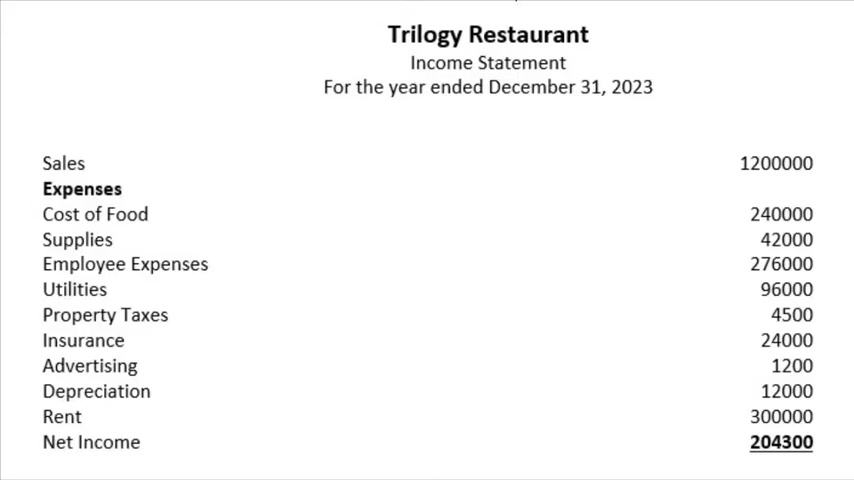 Trilogy Restaurant
Income Statement
For the year ended December 31, 2023
Sales 1200000
Expenses
Cost of Food 240000
Supplies 42000
Employee Expenses 276000
Utilities 96000
Property Taxes 4500
Insurance 24000
Advertising 1200
Depreciation 12000
Rent 300000
Net Income 204300